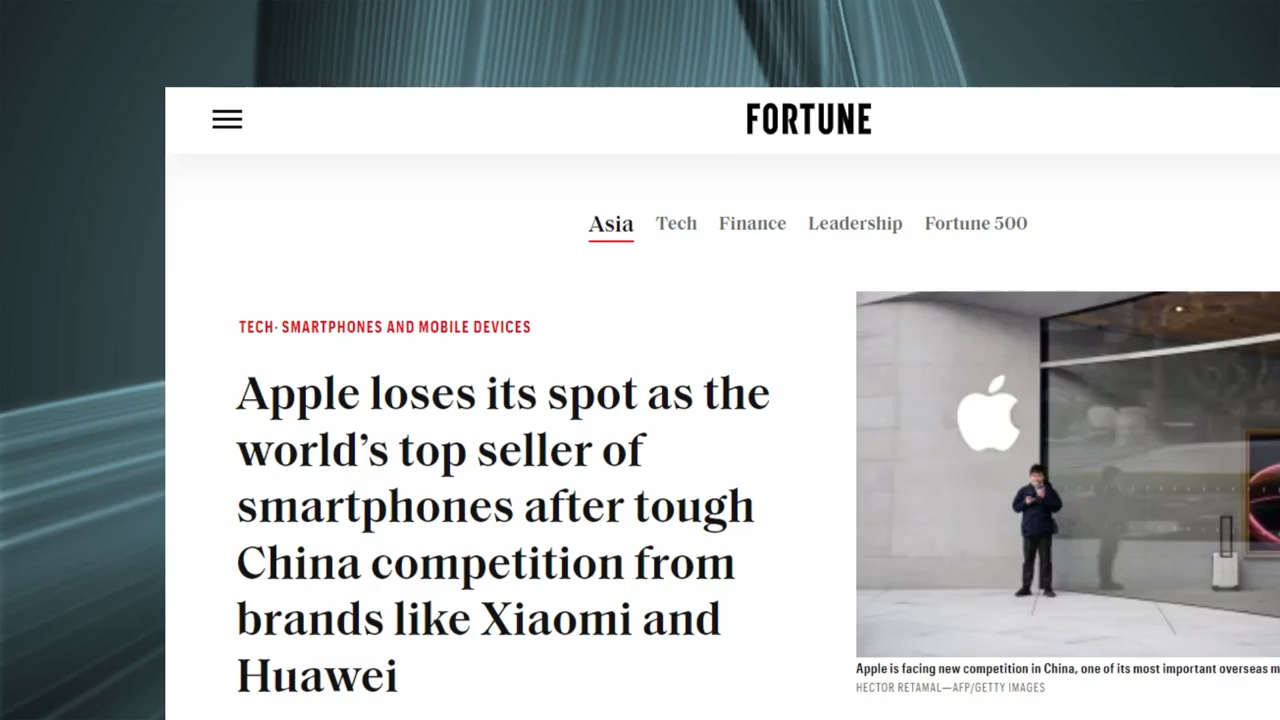 FORTUNE
Asia Tech Finance Leadership Fortune 500
TECH· SMARTPHONES AND MOBILE DEVICES
Apple loses its spot as the
world’s top seller of
smartphones after tough
China competition from
brands like Xiaomi and
Huawei
Apple is facing new competition in China, one of its most important overseas m
HECTOR RETAMAL—AFP/GETTY IMAGES